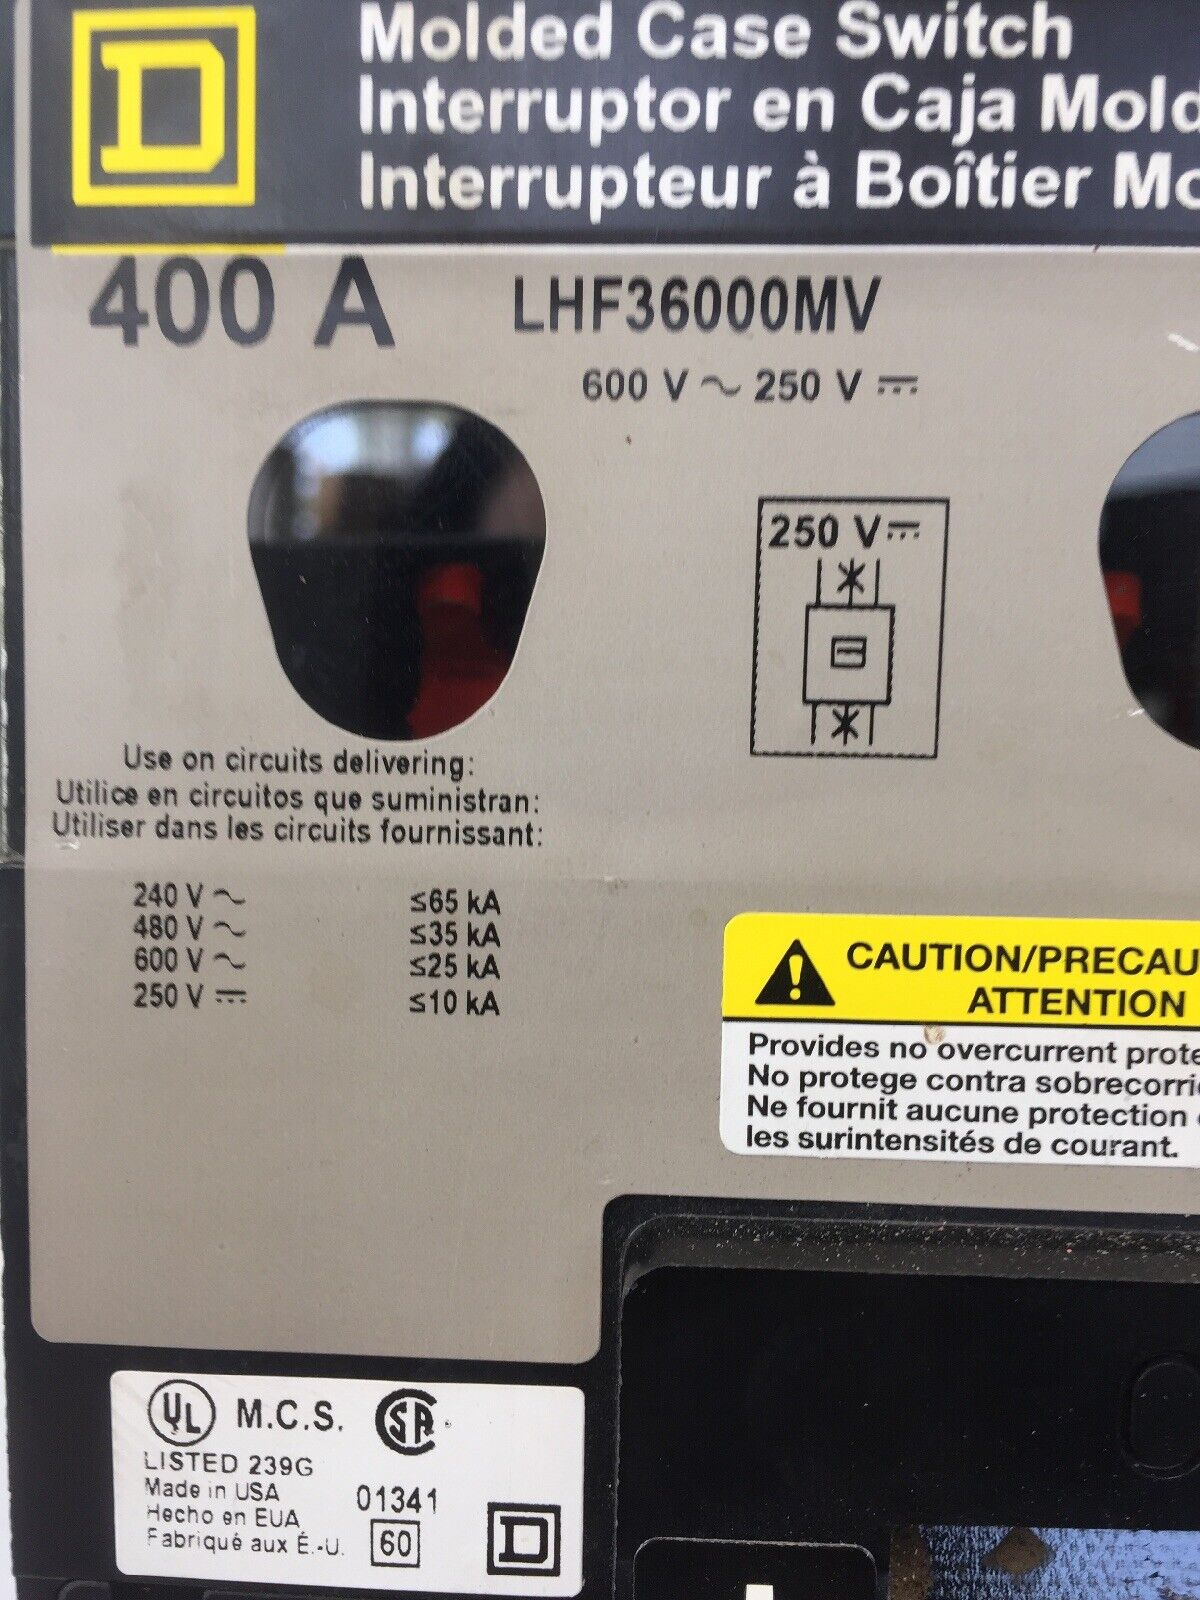 D
Molded Case Switch
Interruptor en Caja Mold
Interrupteur à Boîtier Mo
400 A
LHF36000MV
600 V ~ 250 V ⎓
250 V ⎓
Use on circuits delivering:
Utilice en circuitos que suministran:
Utiliser dans les circuits fournissant:
240 V ~ ≤65 kA
480 V ~ ≤35 kA
600 V ~ ≤25 kA
250 V ⎓ ≤10 kA
CAUTION/PRECAU
ATTENTION
Provides no overcurrent prote
No protege contra sobrecorri
Ne fournit aucune protection
les surintensités de courant.
UL M.C.S. SA
LISTED 239G
Made in USA 01341
Hecho en EUA
Fabriqué aux É.-U. 60
D